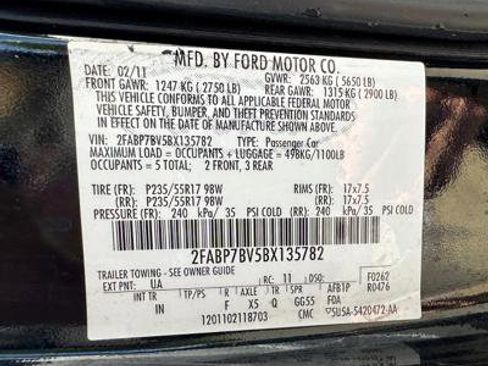 MFD. BY FORD MOTOR CO.
DATE: 02/11 GVWR: 2563 KG ( 5650 LB)
FRONT GAWR: 1247 KG ( 2750 LB) REAR GAWR: 1315 KG ( 2900 LB)
THIS VEHICLE CONFORMS TO ALL APPLICABLE FEDERAL MOTOR
VEHICLE SAFETY, BUMPER, AND THEFT PREVENTION STANDARDS
IN EFFECT ON THE DATE OF MANUFACTURE SHOWN ABOVE.
VIN: 2FABP7BV5BX135782 TYPE: Passenger Car
MAXIMUM LOAD = OCCUPANTS + LUGGAGE = 498KG/1100LB
OCCUPANTS = 5 TOTAL; 2 FRONT, 3 REAR
TIRE (FR): P235/55R17 98W RIMS (FR): 17x7.5
(RR): P235/55R17 98W (RR): 17x7.5
PRESSURE (FR): 240 kPa/ 35 PSI COLD (RR): 240 kPa/ 35 PSI COLD
2FABP7BV5BX135782
TRAILER TOWING - SEE OWNER GUIDE F0262
EXT PNT: UA RC: 11 DSO: R0476
INT TR TP/PS R AXLE TR SPR AFB1P
IN F X5 Q GG55 FOA
1201102118703 CMC 5U5A-5420472-AA